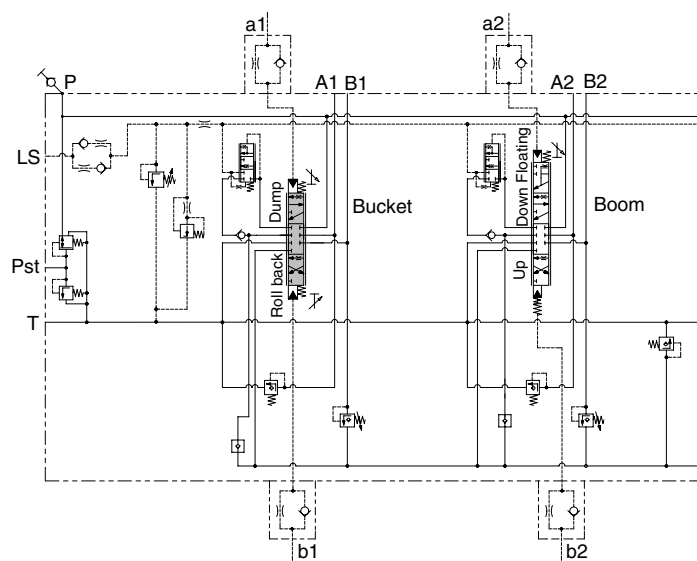 a1
a2
P
A1
B1
A2
B2
LS
Dump
Bucket
Down Floating
Boom
Pst
Roll back
Up
T
b1
b2